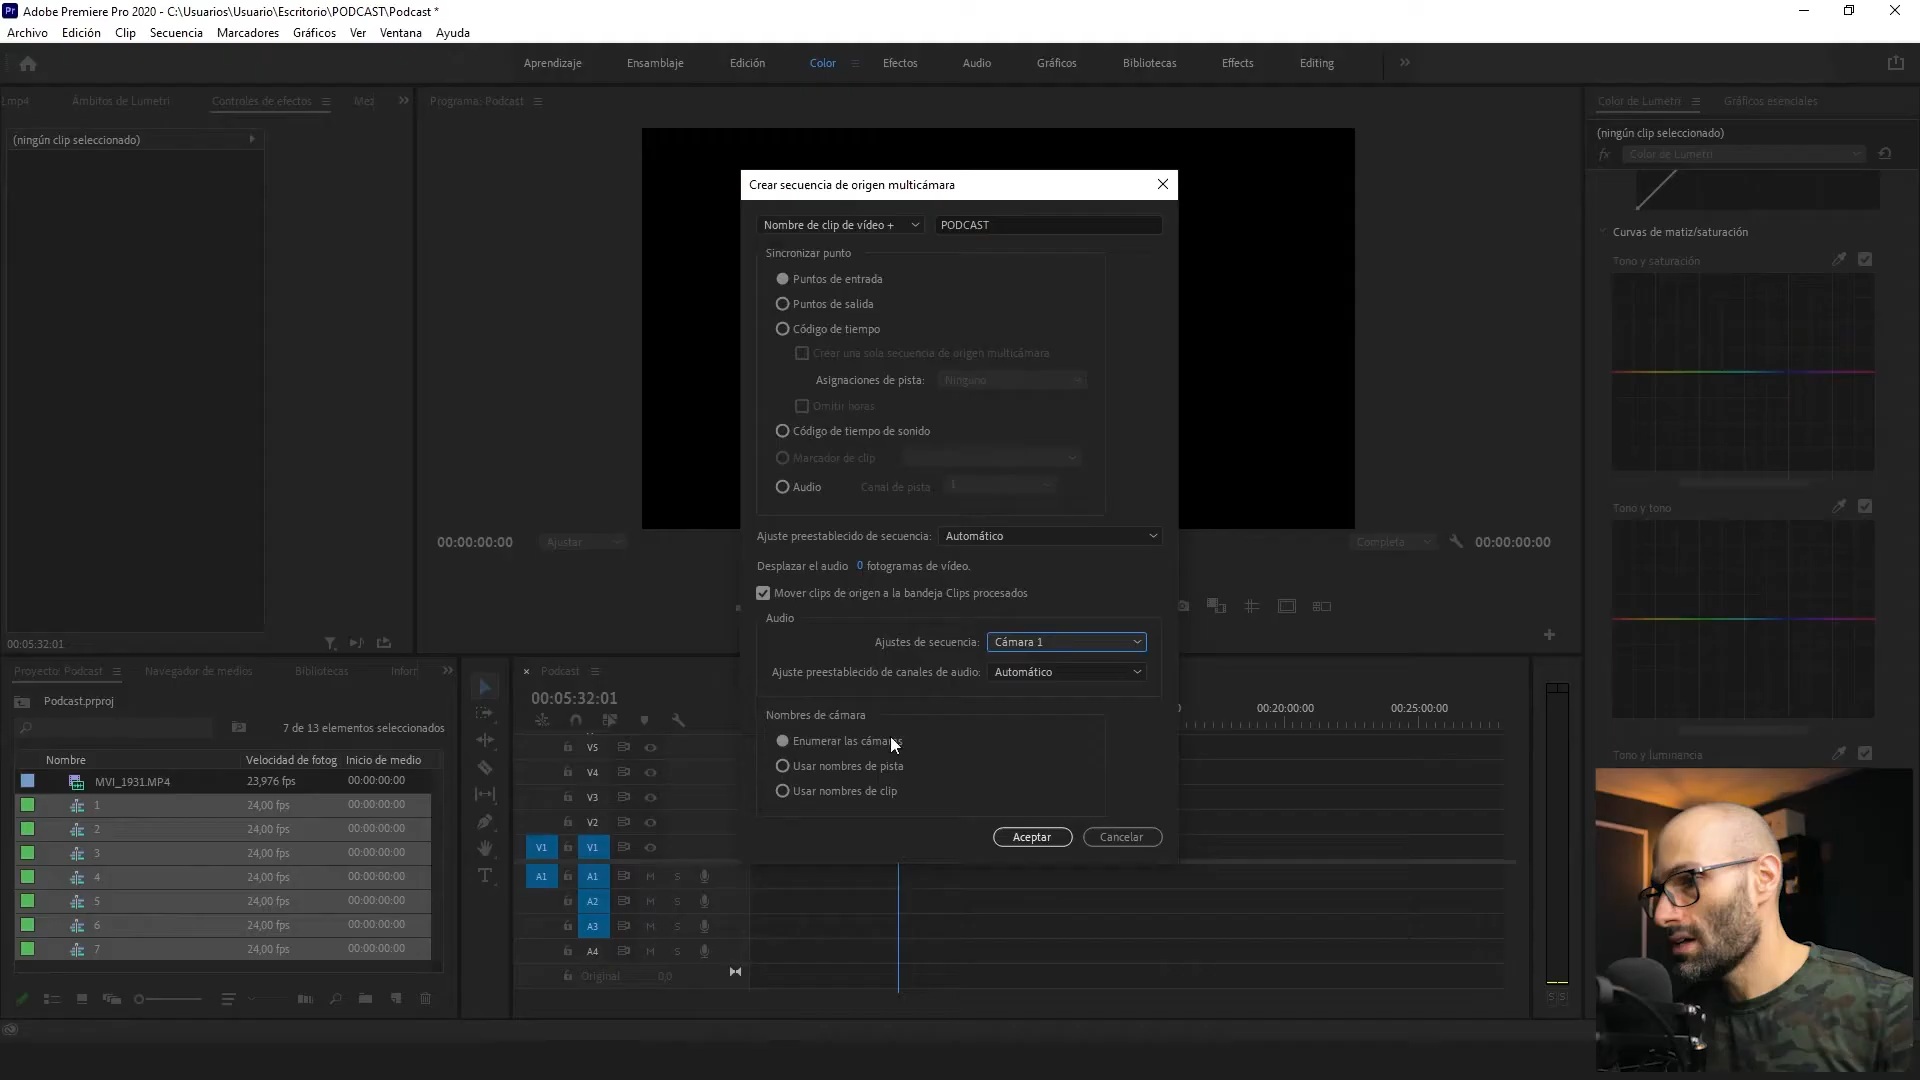 Adobe Premiere Pro 2020 - C:\Usuarios\Usuario\Escritorio\PODCAST\Podcast *
Archivo Edición Clip Secuencia Marcadores Gráficos Ver Ventana Ayuda
Aprendizaje Ensamblaje Edición Color Efectos Audio Gráficos Bibliotecas Effects Editing
Ámbitos de Lumetri Controles de efectos
Programa: Podcast
Color de Lumetri Gráficos esenciales
(ningún clip seleccionado)
(ningún clip seleccionado)
fx Color de Lumetri
Crear secuencia de origen multicámara
Nombre de clip de vídeo + PODCAST
Sincronizar punto
Puntos de entrada
Puntos de salida
Código de tiempo
Crear una sola secuencia de origen multicámara
Asignaciones de pista: Ninguno
Omitir horas
Código de tiempo de sonido
Marcador de clip
Audio Canal de pista 1
Ajuste preestablecido de secuencia: Automático
Desplazar el audio 0 fotogramas de vídeo.
Mover clips de origen a la bandeja Clips procesados
Audio
Ajustes de secuencia: Cámara 1
Ajuste preestablecido de canales de audio: Automático
Nombres de cámara
Enumerar las cámaras
Usar nombres de pista
Usar nombres de clip
Aceptar Cancelar
Curvas de matiz/saturación
Tono y saturación
Tono y tono
Tono y luminancia
00:00:00:00 Ajustar
Completa 00:00:00:00
00:05:32:01
Proyecto: Podcast Navegador de medios Bibliotecas
Podcast.prproj
7 de 13 elementos seleccionados
Nombre Velocidad de fotog Inicio de medio
MVI_1931.MP4 23,976 fps 00:00:00:00
1 24,00 fps 00:00:00:00
2 24,00 fps 00:00:00:00
3 24,00 fps 00:00:00:00
4 24,00 fps 00:00:00:00
5 24,00 fps 00:00:00:00
6 24,00 fps 00:00:00:00
7 24,00 fps 00:00:00:00
Podcast
00:05:32:01
00:20:00:00 00:25:00:00
V5
V4
V3
V2
V1 V1
A1 A1 M S
A2 M S
A3 M S
A4 M S
Original 0,0
S S